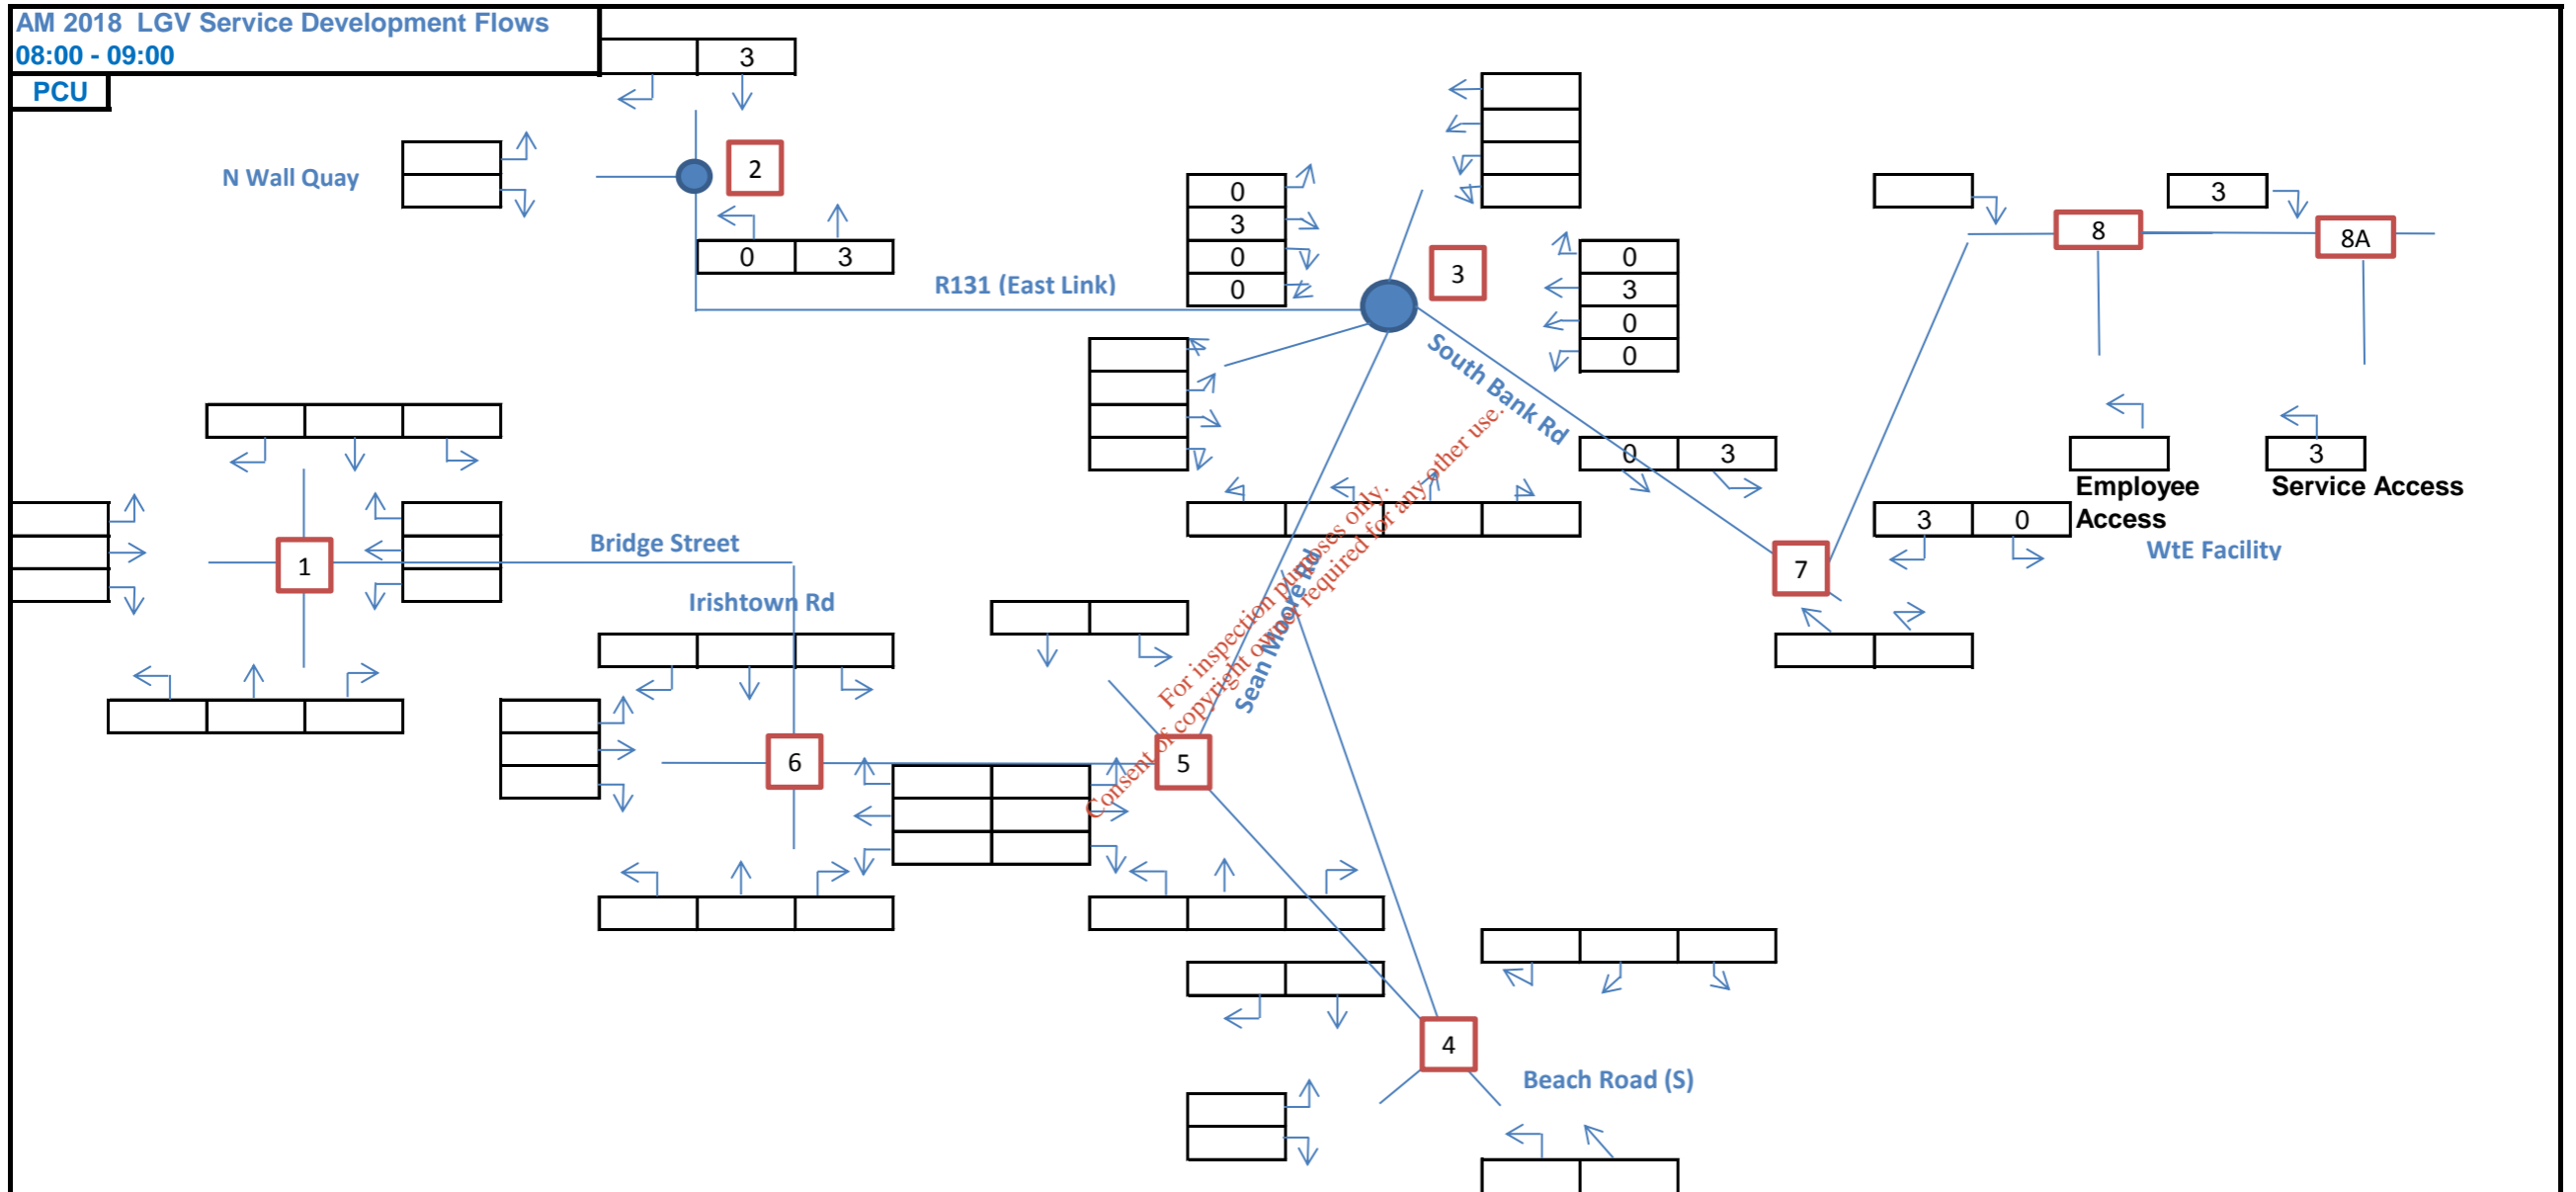 AM 2018 LGV Service Development Flows
08:00 - 09:00
PCU
3
N Wall Quay
2
0 3
R131 (East Link)
0
3
0
0
3
0
3
0
0
South Bank Rd
3
8
8A
3
Employee
Access
Service Access
0 3
3 0
WtE Facility
7
1
Bridge Street
Irishtown Rd
Sean Moore Rd
For inspection purposes only.
Consent of copyright owner required for any other use.
6
5
4
Beach Road (S)